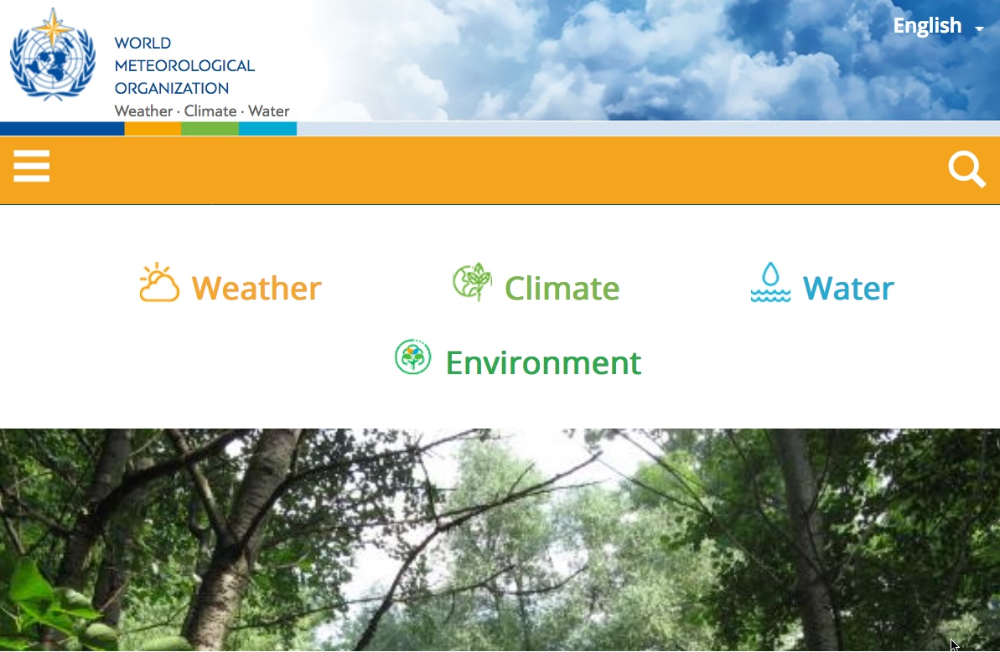 WORLD
METEOROLOGICAL
ORGANIZATION
Weather · Climate · Water
English
Weather
Climate
Water
Environment